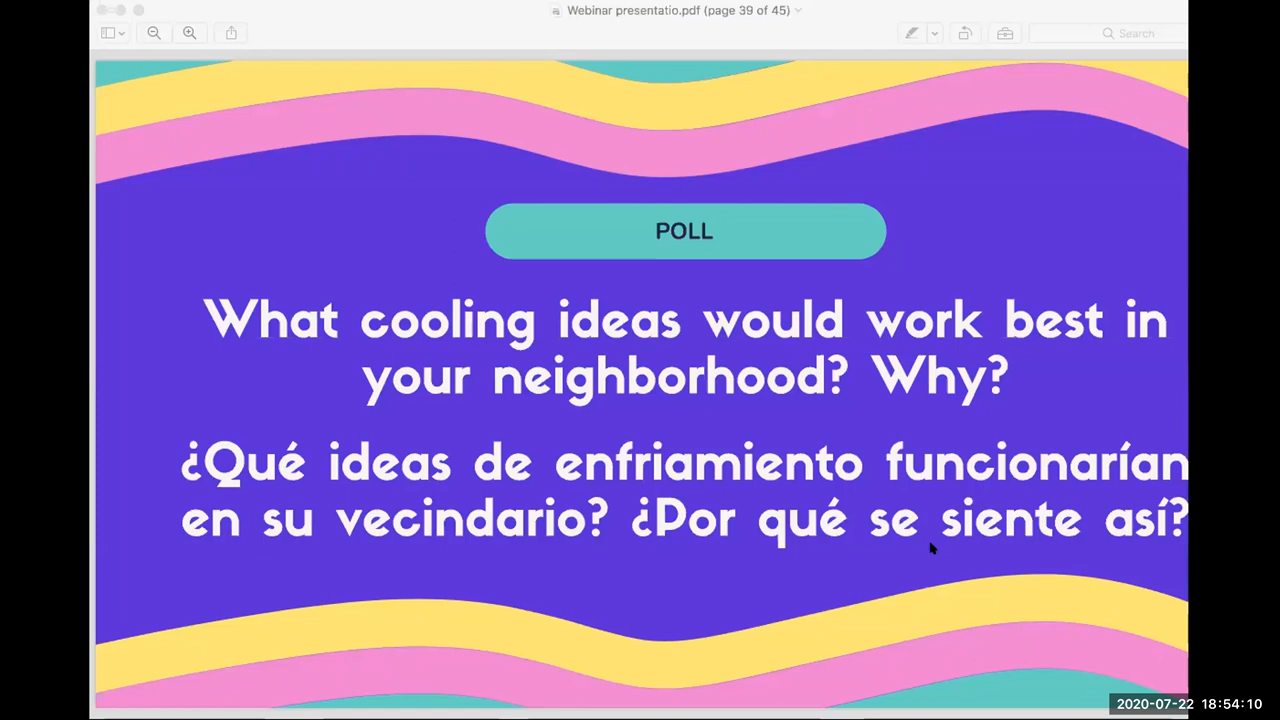 Webinar presentatio.pdf (page 39 of 45)
Search
POLL
What cooling ideas would work best in
your neighborhood? Why?
¿Qué ideas de enfriamiento funcionarían
en su vecindario? ¿Por qué se siente así?
2020-07-22 18:54:10